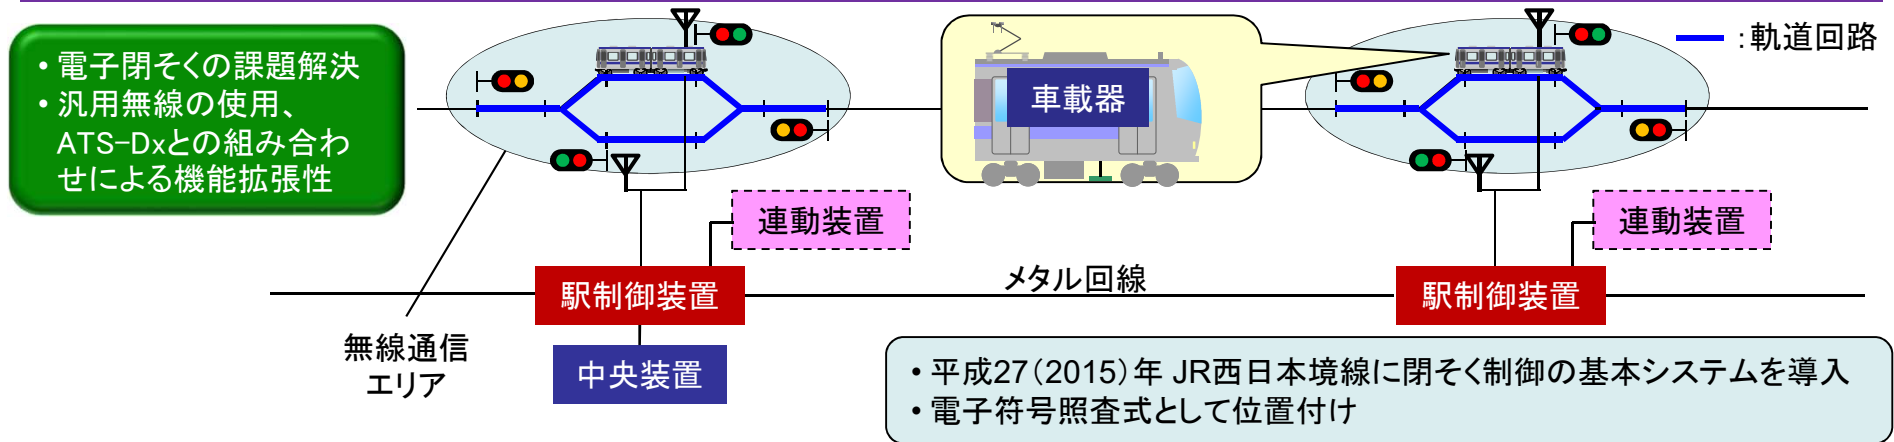 • 電子閉そくの課題解決
• 汎用無線の使用、
ATS-Dxとの組み合わ
せによる機能拡張性
車載器
：軌道回路
連動装置
連動装置
駅制御装置
メタル回線
駅制御装置
無線通信
エリア
中央装置
• 平成27（2015）年 JR西日本境線に閉そく制御の基本システムを導入
• 電子符号照査式として位置付け